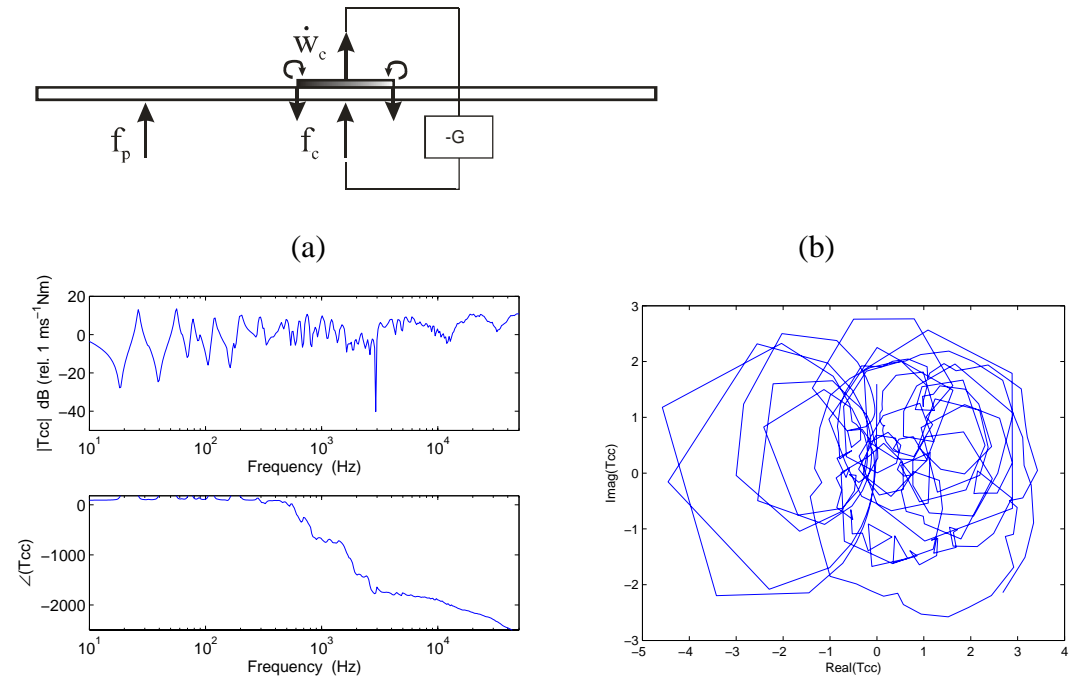 ẇc
fp
fc
-G
(a)
(b)
|Tcc| dB (rel. 1 ms⁻¹Nm)
20
0
−20
−40
10¹ 10² 10³ 10⁴
Frequency (Hz)
∠(Tcc)
0
−1000
−2000
10¹ 10² 10³ 10⁴
Frequency (Hz)
Imag(Tcc)
3
2
1
0
−1
−2
−3
−5 −4 −3 −2 −1 0 1 2 3 4
Real(Tcc)